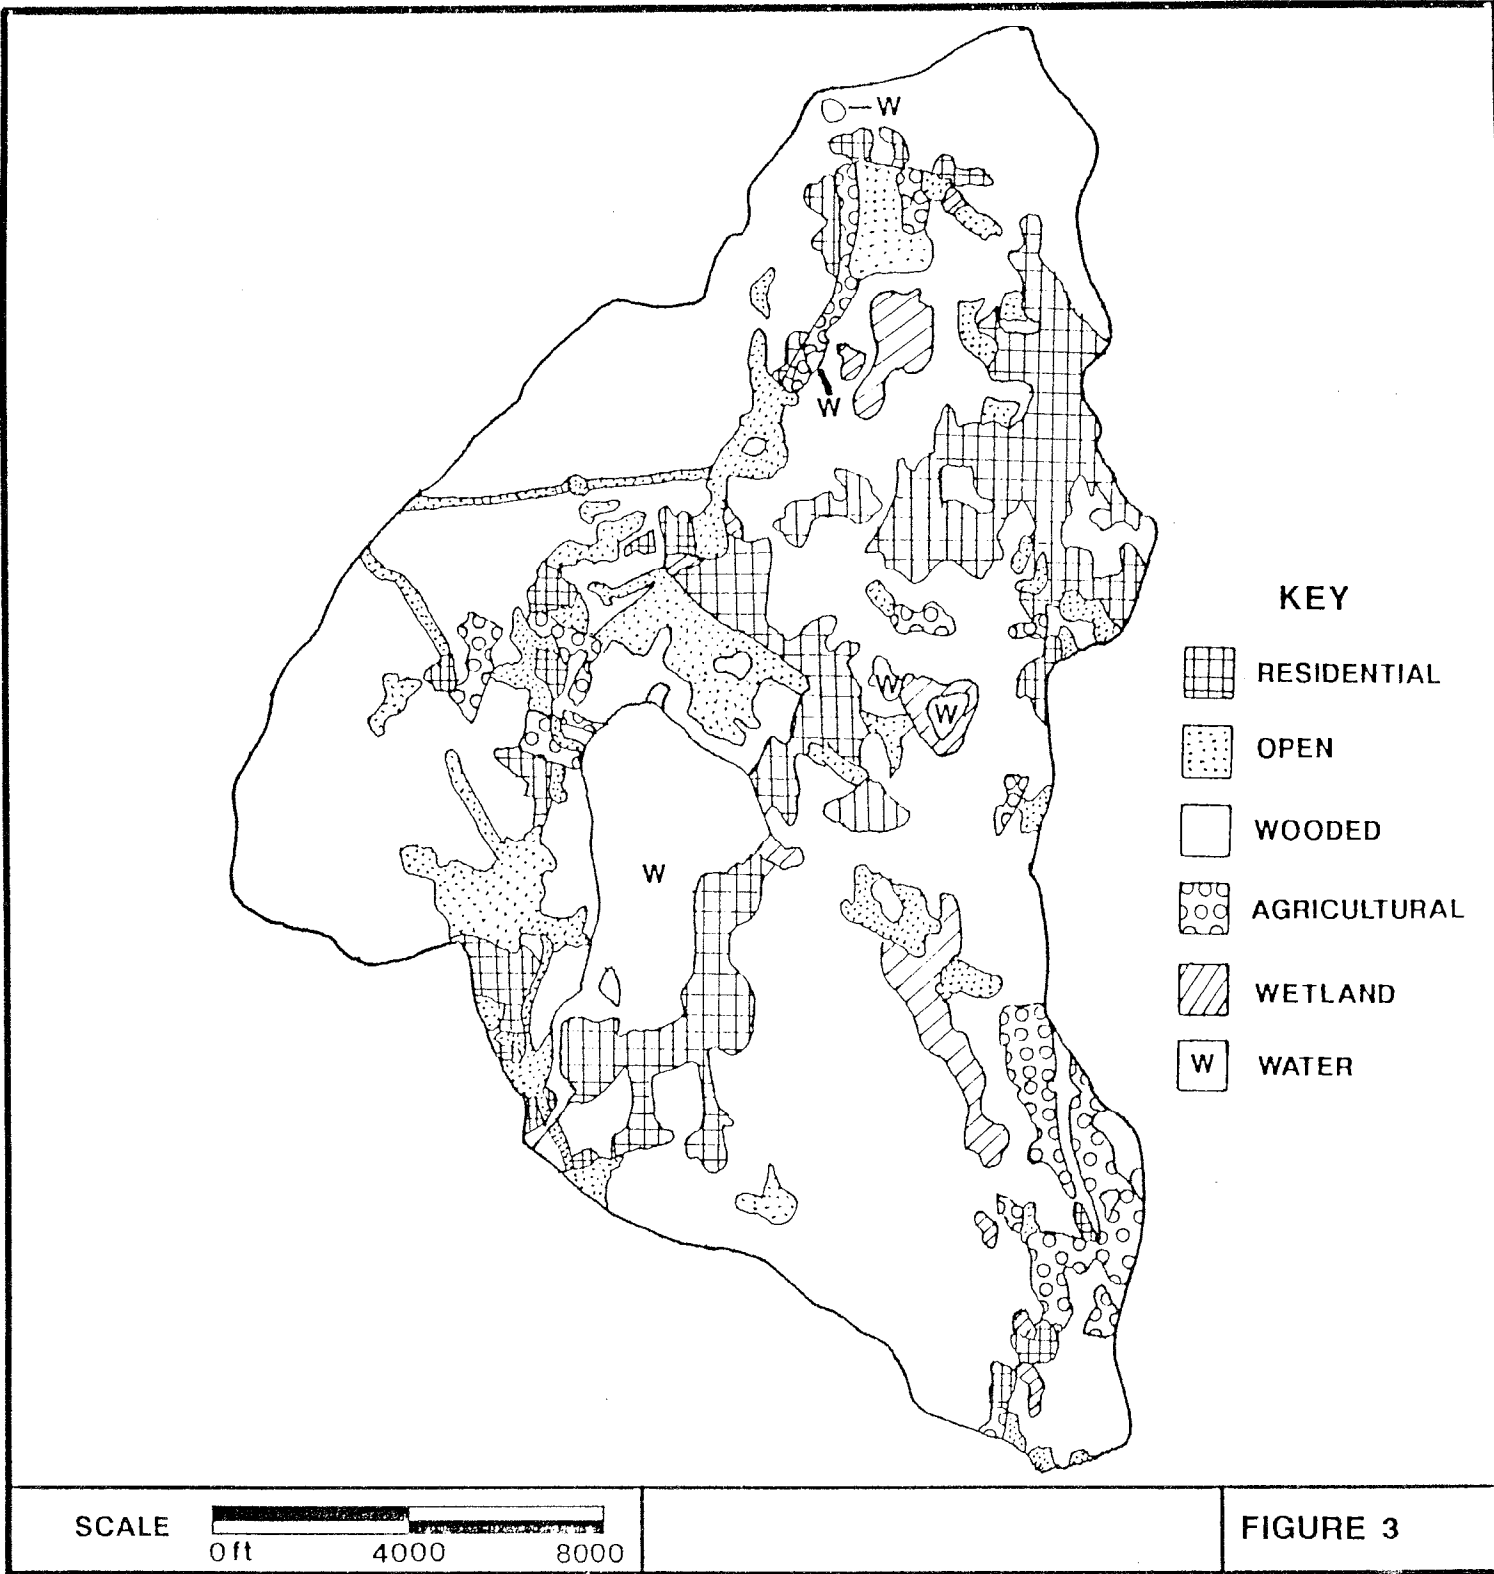 W
W
W
W
W
KEY
RESIDENTIAL
OPEN
WOODED
AGRICULTURAL
WETLAND
W WATER
SCALE
0 ft 4000 8000
FIGURE 3